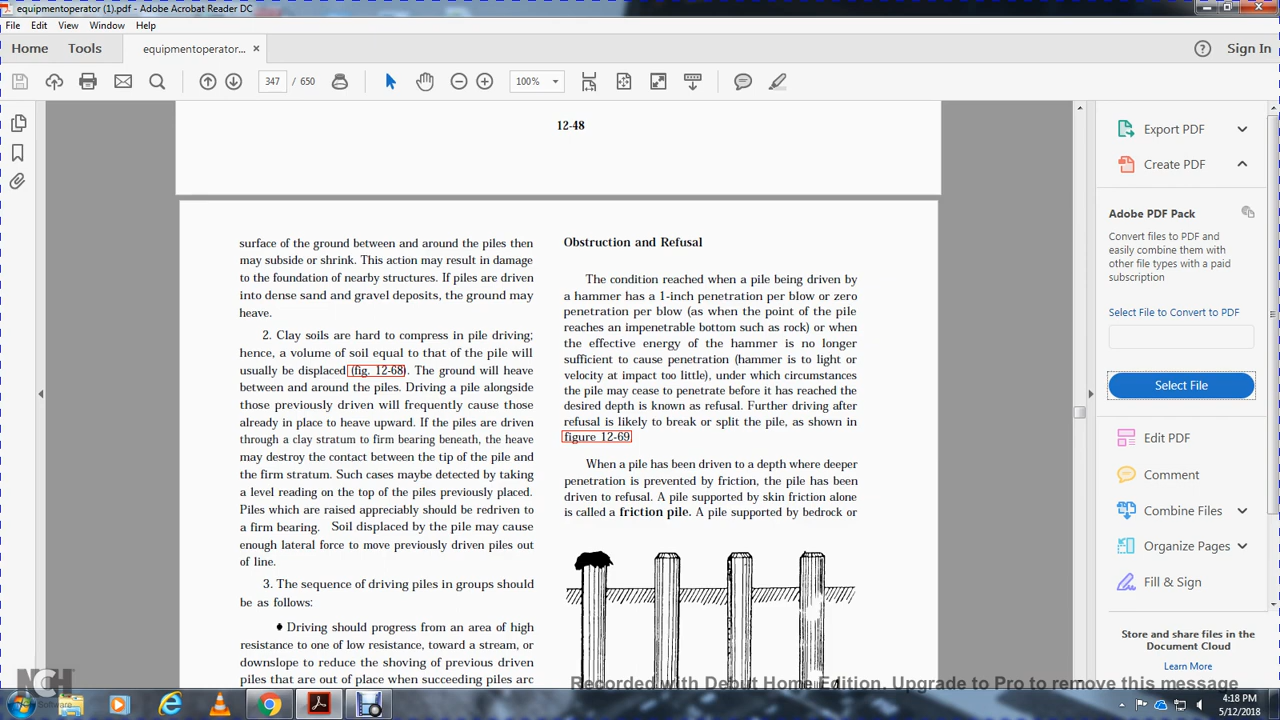 equipmentoperator (1).pdf - Adobe Acrobat Reader DC
File Edit View Window Help
Home Tools equipmentoperator... × Sign In
347 / 650 100%
12-48
surface of the ground between and around the piles then
may subside or shrink. This action may result in damage
to the foundation of nearby structures. If piles are driven
into dense sand and gravel deposits, the ground may
heave.
2. Clay soils are hard to compress in pile driving;
hence, a volume of soil equal to that of the pile will
usually be displaced (fig. 12-68). The ground will heave
between and around the piles. Driving a pile alongside
those previously driven will frequently cause those
already in place to heave upward. If the piles are driven
through a clay stratum to firm bearing beneath, the heave
may destroy the contact between the tip of the pile and
the firm stratum. Such cases maybe detected by taking
a level reading on the top of the piles previously placed.
Piles which are raised appreciably should be redriven to
a firm bearing. Soil displaced by the pile may cause
enough lateral force to move previously driven piles out
of line.
3. The sequence of driving piles in groups should
be as follows:
♦ Driving should progress from an area of high
resistance to one of low resistance, toward a stream, or
downslope to reduce the shoving of previous driven
piles that are out of place when succeeding piles arc
Obstruction and Refusal
The condition reached when a pile being driven by
a hammer has a 1-inch penetration per blow or zero
penetration per blow (as when the point of the pile
reaches an impenetrable bottom such as rock) or when
the effective energy of the hammer is no longer
sufficient to cause penetration (hammer is to light or
velocity at impact too little), under which circumstances
the pile may cease to penetrate before it has reached the
desired depth is known as refusal. Further driving after
refusal is likely to break or split the pile, as shown in
figure 12-69
When a pile has been driven to a depth where deeper
penetration is prevented by friction, the pile has been
driven to refusal. A pile supported by skin friction alone
is called a friction pile. A pile supported by bedrock or
Export PDF
Create PDF
Adobe PDF Pack
Convert files to PDF and
easily combine them with
other file types with a paid
subscription
Select File to Convert to PDF
Select File
Edit PDF
Comment
Combine Files
Organize Pages
Fill & Sign
Store and share files in the
Document Cloud
Learn More
NCH
Software
Recorded with Debut Home Edition. Upgrade to Pro to remove this message
4:18 PM
5/12/2018